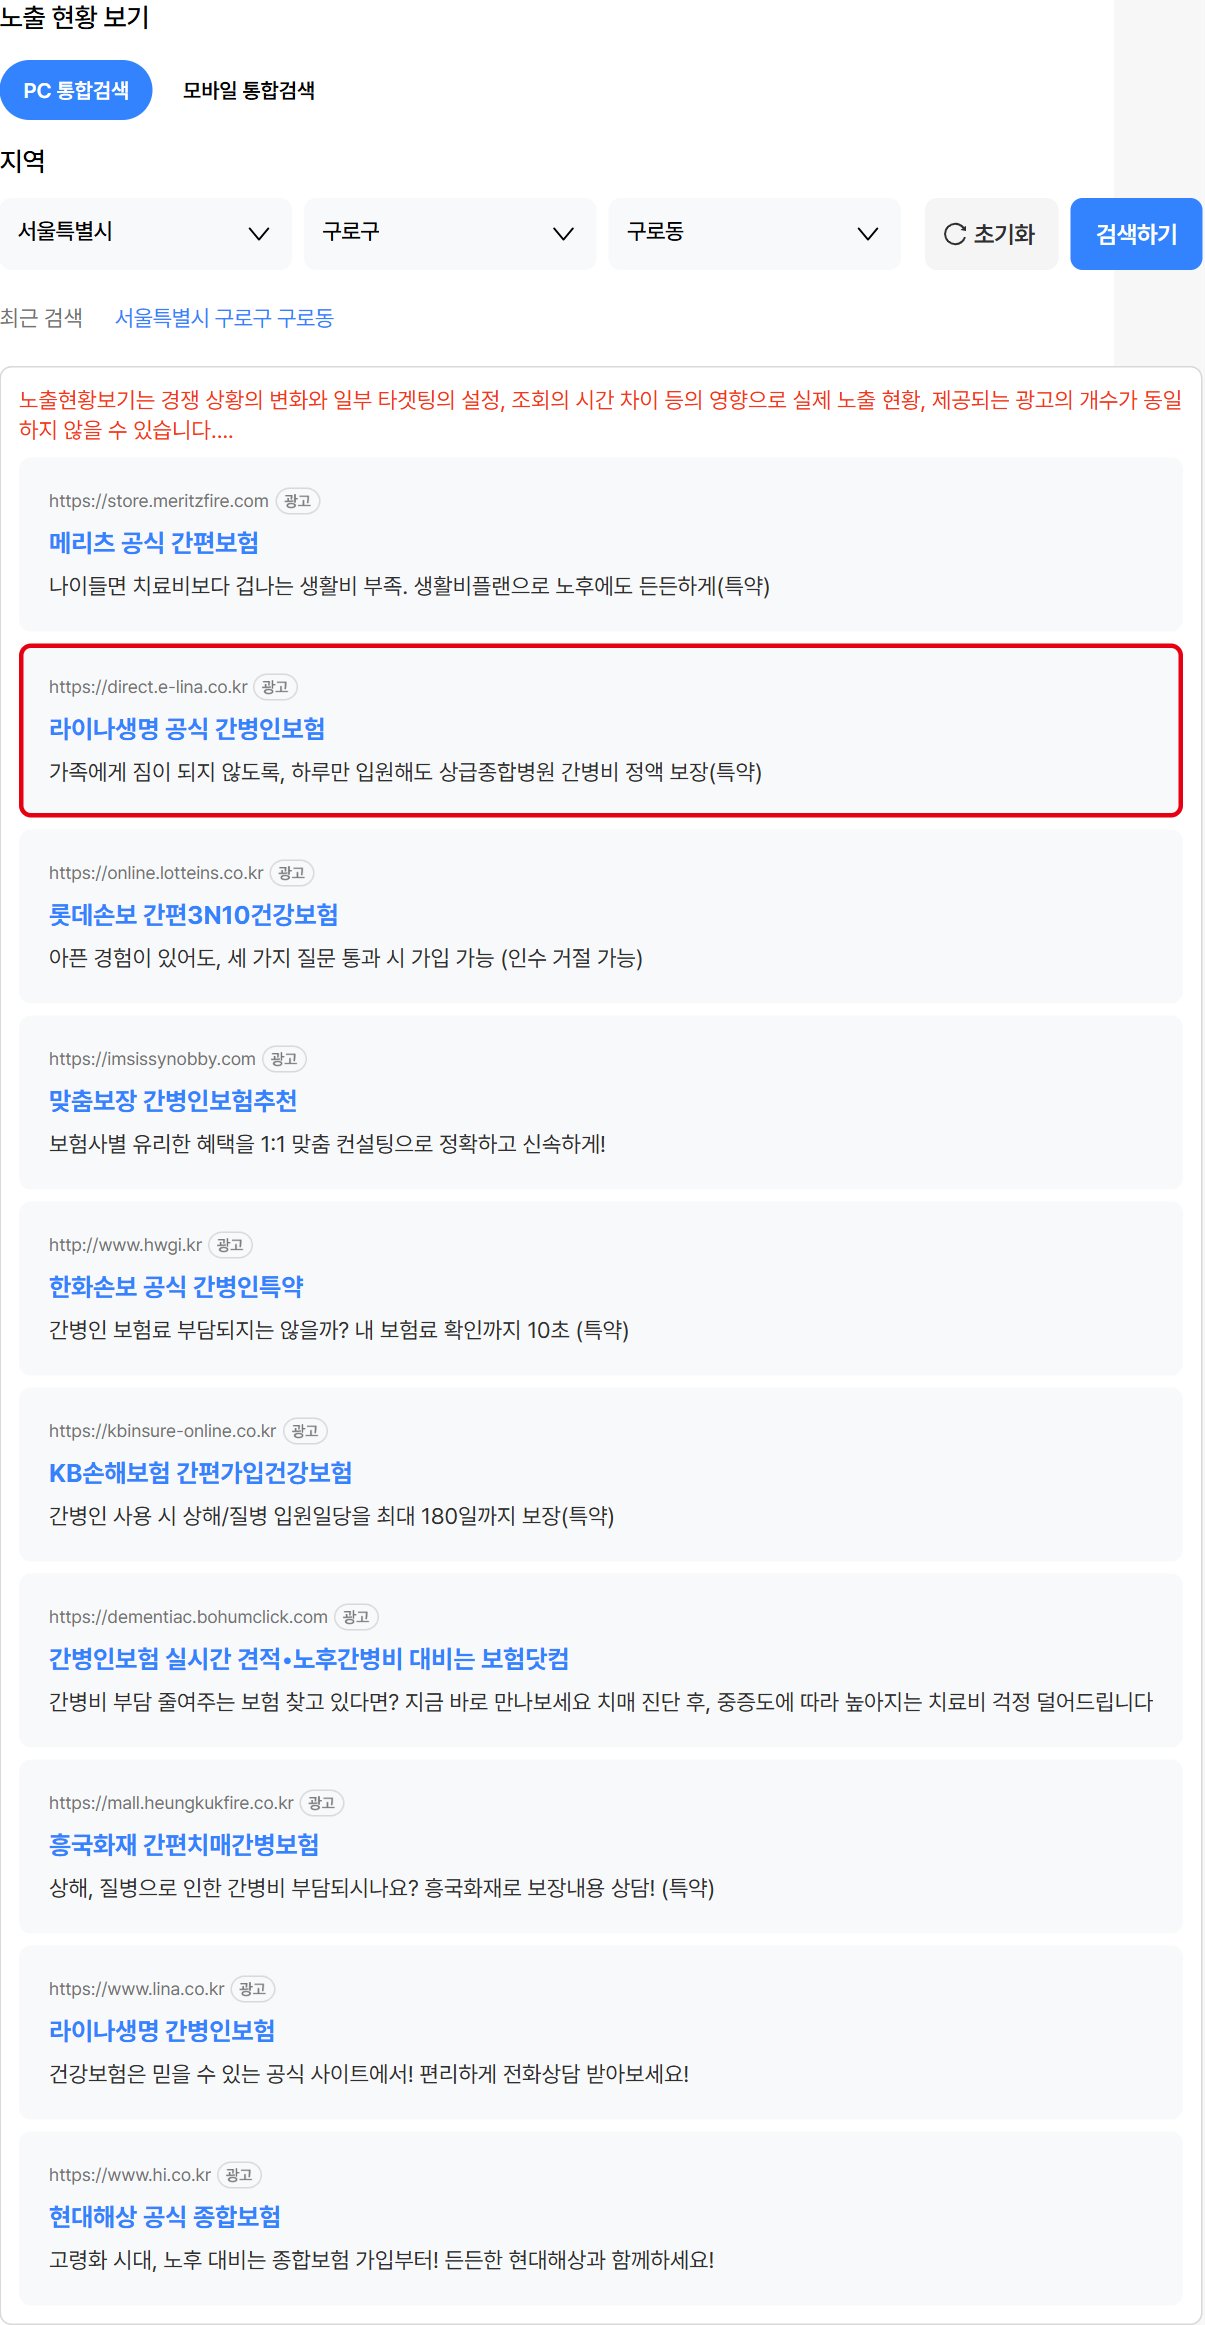 노출 현황 보기
PC 통합검색 모바일 통합검색
지역
서울특별시 구로구 구로동 초기화 검색하기
최근 검색 서울특별시 구로구 구로동
노출현황보기는 경쟁 상황의 변화와 일부 타겟팅의 설정, 조회의 시간 차이 등의 영향으로 실제 노출 현황, 제공되는 광고의 개수가 동일
하지 않을 수 있습니다....
https://store.meritzfire.com 광고
메리츠 공식 간편보험
나이들면 치료비보다 겁나는 생활비 부족. 생활비플랜으로 노후에도 든든하게(특약)
https://direct.e-lina.co.kr 광고
라이나생명 공식 간병인보험
가족에게 짐이 되지 않도록, 하루만 입원해도 상급종합병원 간병비 정액 보장(특약)
https://online.lotteins.co.kr 광고
롯데손보 간편3N10건강보험
아픈 경험이 있어도, 세 가지 질문 통과 시 가입 가능 (인수 거절 가능)
https://imsissynobby.com 광고
맞춤보장 간병인보험추천
보험사별 유리한 혜택을 1:1 맞춤 컨설팅으로 정확하고 신속하게!
http://www.hwgi.kr 광고
한화손보 공식 간병인특약
간병인 보험료 부담되지는 않을까? 내 보험료 확인까지 10초 (특약)
https://kbinsure-online.co.kr 광고
KB손해보험 간편가입건강보험
간병인 사용 시 상해/질병 입원일당을 최대 180일까지 보장(특약)
https://dementiac.bohumclick.com 광고
간병인보험 실시간 견적•노후간병비 대비는 보험닷컴
간병비 부담 줄여주는 보험 찾고 있다면? 지금 바로 만나보세요 치매 진단 후, 중증도에 따라 높아지는 치료비 걱정 덜어드립니다
https://mall.heungkukfire.co.kr 광고
흥국화재 간편치매간병보험
상해, 질병으로 인한 간병비 부담되시나요? 흥국화재로 보장내용 상담! (특약)
https://www.lina.co.kr 광고
라이나생명 간병인보험
건강보험은 믿을 수 있는 공식 사이트에서! 편리하게 전화상담 받아보세요!
https://www.hi.co.kr 광고
현대해상 공식 종합보험
고령화 시대, 노후 대비는 종합보험 가입부터! 든든한 현대해상과 함께하세요!